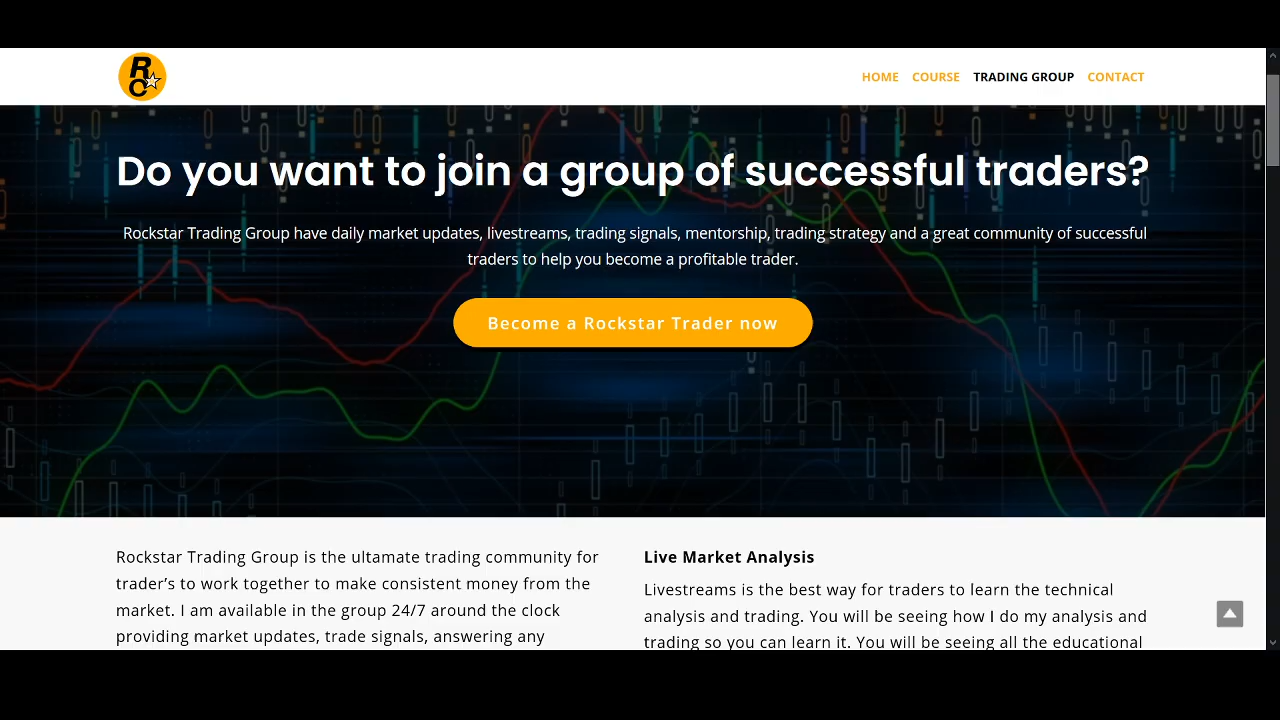 R
HOME COURSE TRADING GROUP CONTACT
Do you want to join a group of successful traders?
Rockstar Trading Group have daily market updates, livestreams, trading signals, mentorship, trading strategy and a great community of successful
traders to help you become a profitable trader.
Become a Rockstar Trader now
Rockstar Trading Group is the ultamate trading community for
trader’s to work together to make consistent money from the
market. I am available in the group 24/7 around the clock
providing market updates, trade signals, answering any
Live Market Analysis
Livestreams is the best way for traders to learn the technical
analysis and trading. You will be seeing how I do my analysis and
trading so you can learn it. You will be seeing all the educational